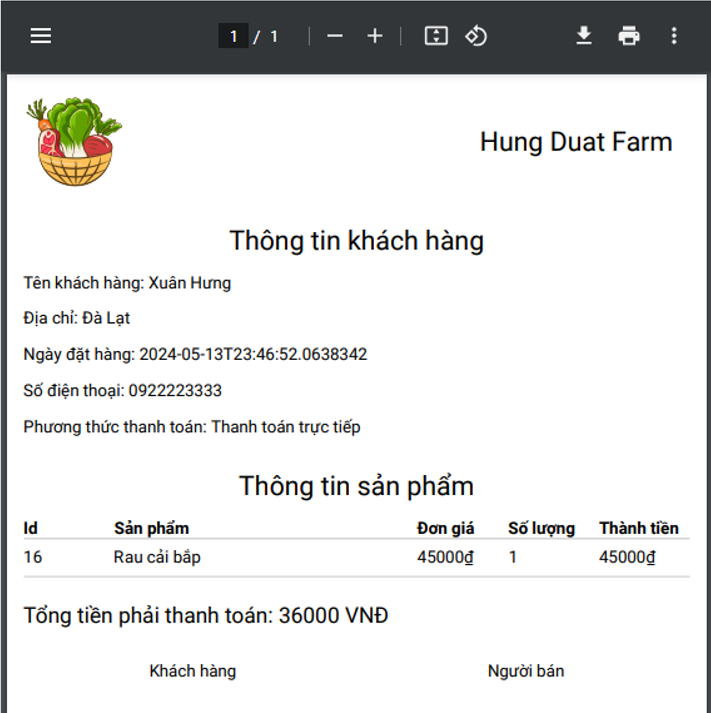 1 / 1
Hung Duat Farm
Thông tin khách hàng
Tên khách hàng: Xuân Hưng
Địa chỉ: Đà Lạt
Ngày đặt hàng: 2024-05-13T23:46:52.0638342
Số điện thoại: 0922223333
Phương thức thanh toán: Thanh toán trực tiếp
Thông tin sản phẩm
Id Sản phẩm Đơn giá Số lượng Thành tiền
16 Rau cải bắp 45000₫ 1 45000₫
Tổng tiền phải thanh toán: 36000 VNĐ
Khách hàng Người bán